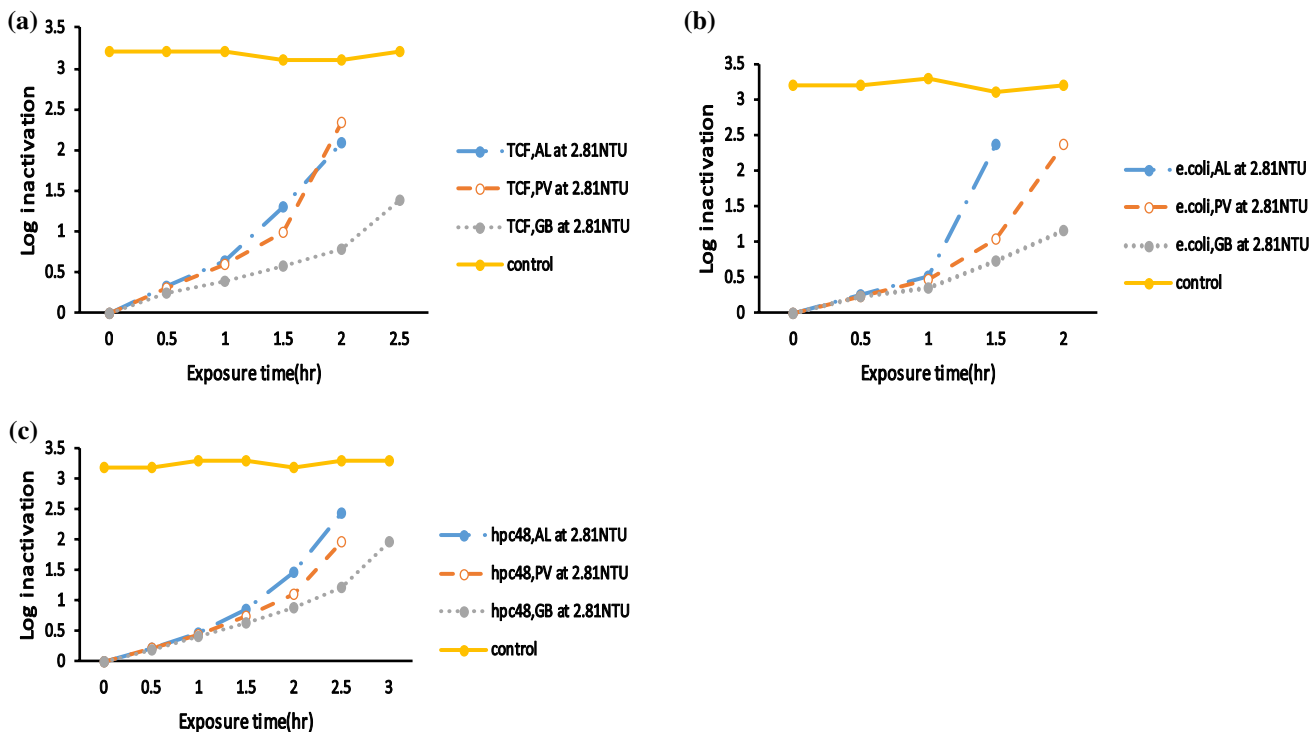 (a)
3.5
3
2.5
2
1.5
1
0.5
0
Log inactivation
0 0.5 1 1.5 2 2.5
Exposure time(hr)
TCF,AL at 2.81NTU
TCF,PV at 2.81NTU
TCF,GB at 2.81NTU
control
(b)
3.5
3
2.5
2
1.5
1
0.5
0
Log inactivation
0 0.5 1 1.5 2
Exposure time(hr)
e.coli,AL at 2.81NTU
e.coli,PV at 2.81NTU
e.coli,GB at 2.81NTU
control
(c)
3.5
3
2.5
2
1.5
1
0.5
0
Log inactivation
0 0.5 1 1.5 2 2.5 3
Exposure time(hr)
hpc48,AL at 2.81NTU
hpc48,PV at 2.81NTU
hpc48,GB at 2.81NTU
control